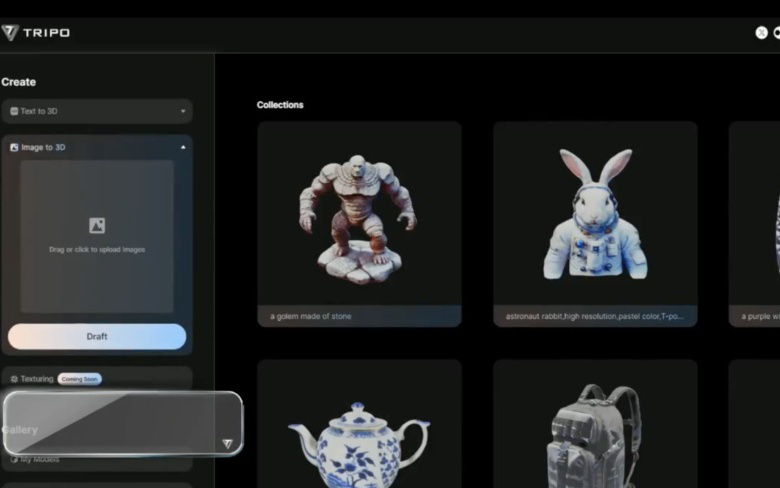 TRIPO
Create
Text to 3D
Image to 3D
Drag or click to upload images
Draft
Texturing Coming Soon
Gallery
My Models
Collections
a golem made of stone
astronaut rabbit,high resolution,pastel color,T-po...
a purple wi